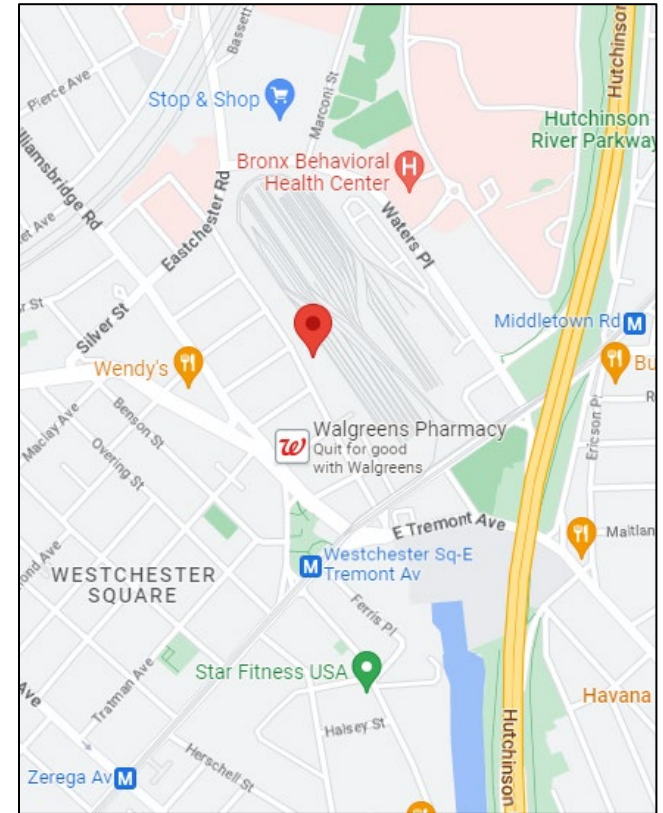 Bassett
Pierce Ave
Stop & Shop
Marconi St
Hutchinson
Hutchinson
River Parkway
Williamsbridge Rd
Bronx Behavioral
Health Center
H
Eastchester Rd
Waters Pl
Silver St
Middletown Rd M
Wendy's
Bu
Maclay Ave
Benson St
Overing St
Walgreens Pharmacy
Quit for good
with Walgreens
W
Ericson Pl
E Tremont Ave
Maitlan
WESTCHESTER
SQUARE
M Westchester Sq-E
Tremont Av
Ferris Pl
Star Fitness USA
Tratman Ave
Ave
Halsey St
Havana
Hutchinson
Herschell St
Zerega Av M